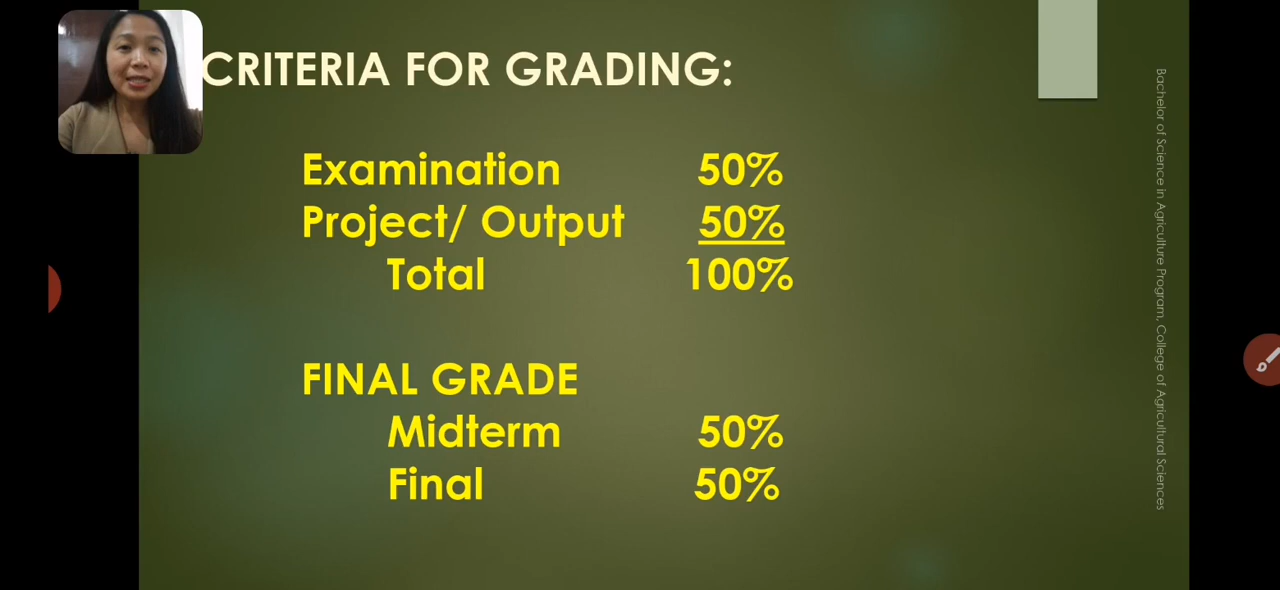 CRITERIA FOR GRADING:
Examination 50%
Project/ Output 50%
Total 100%
FINAL GRADE
Midterm 50%
Final 50%
Bachelor of Science in Agriculture Program, College of Agricultural Sciences